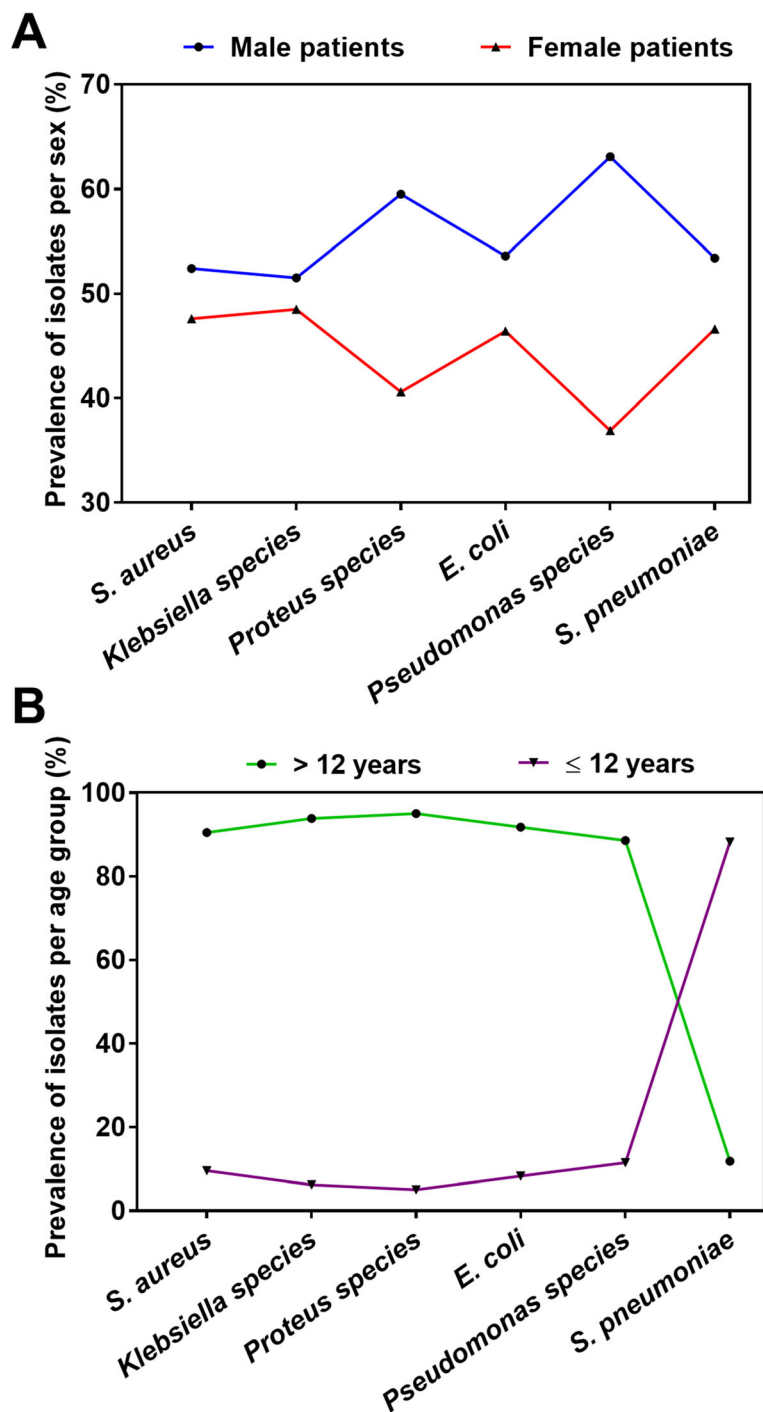 A
Male patients
Female patients
Prevalence of isolates per sex (%)
70
60
50
40
30
S. aureus
Klebsiella species
Proteus species
E. coli
Pseudomonas species
S. pneumoniae
B
> 12 years
≤ 12 years
Prevalence of isolates per age group (%)
100
80
60
40
20
0
S. aureus
Klebsiella species
Proteus species
E. coli
Pseudomonas species
S. pneumoniae